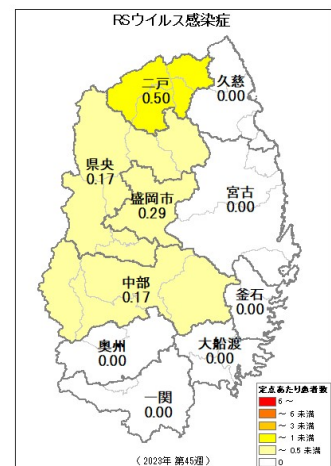 RSウイルス感染症
二戸
0.50
久慈
0.00
県央
0.17
盛岡市
0.29
宮古
0.00
中部
0.17
釜石
0.00
奥州
0.00
大船渡
0.00
一関
0.00
定点あたり患者数
6 ～
～ 6 未満
～ 3 未満
～ 1 未満
～ 0.5 未満
0
( 2023年 第45週 )